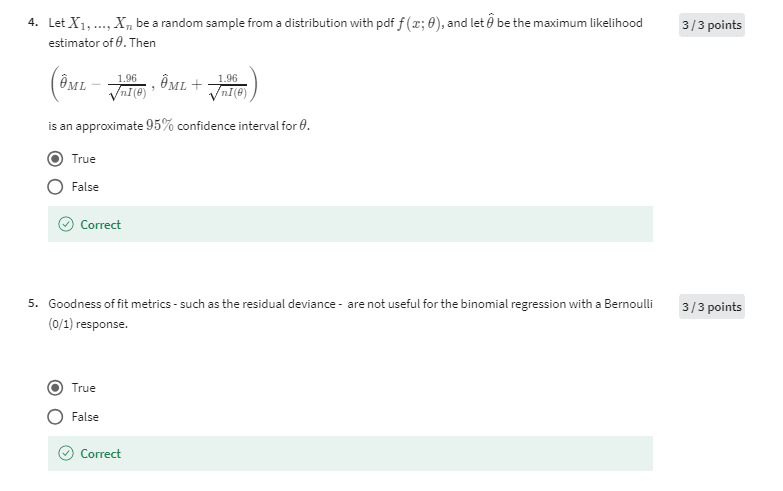 4. Let X₁, ..., Xₙ be a random sample from a distribution with pdf f(x; θ), and let θ̂ be the maximum likelihood 3 / 3 points
estimator of θ. Then
(θ̂_ML − 1.96/√nI(θ) , θ̂_ML + 1.96/√nI(θ))
is an approximate 95% confidence interval for θ.
True
False
Correct
5. Goodness of fit metrics - such as the residual deviance - are not useful for the binomial regression with a Bernoulli 3 / 3 points
(0/1) response.
True
False
Correct